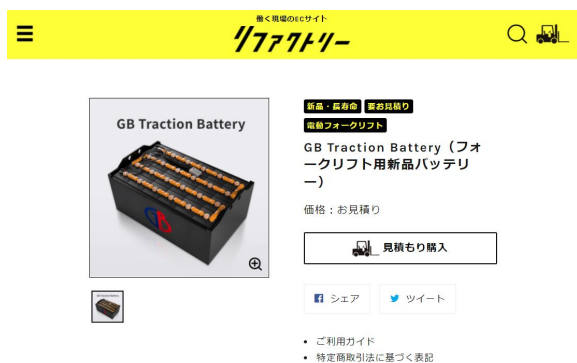 働く現場のECサイト
リファクトリー
GB Traction Battery
GB
新品・長寿命 要お見積り
電動フォークリフト
GB Traction Battery（フォ
ークリフト用新品バッテリ
ー）
価格：お見積り
見積もり購入
シェア ツイート
• ご利用ガイド
• 特定商取引法に基づく表記